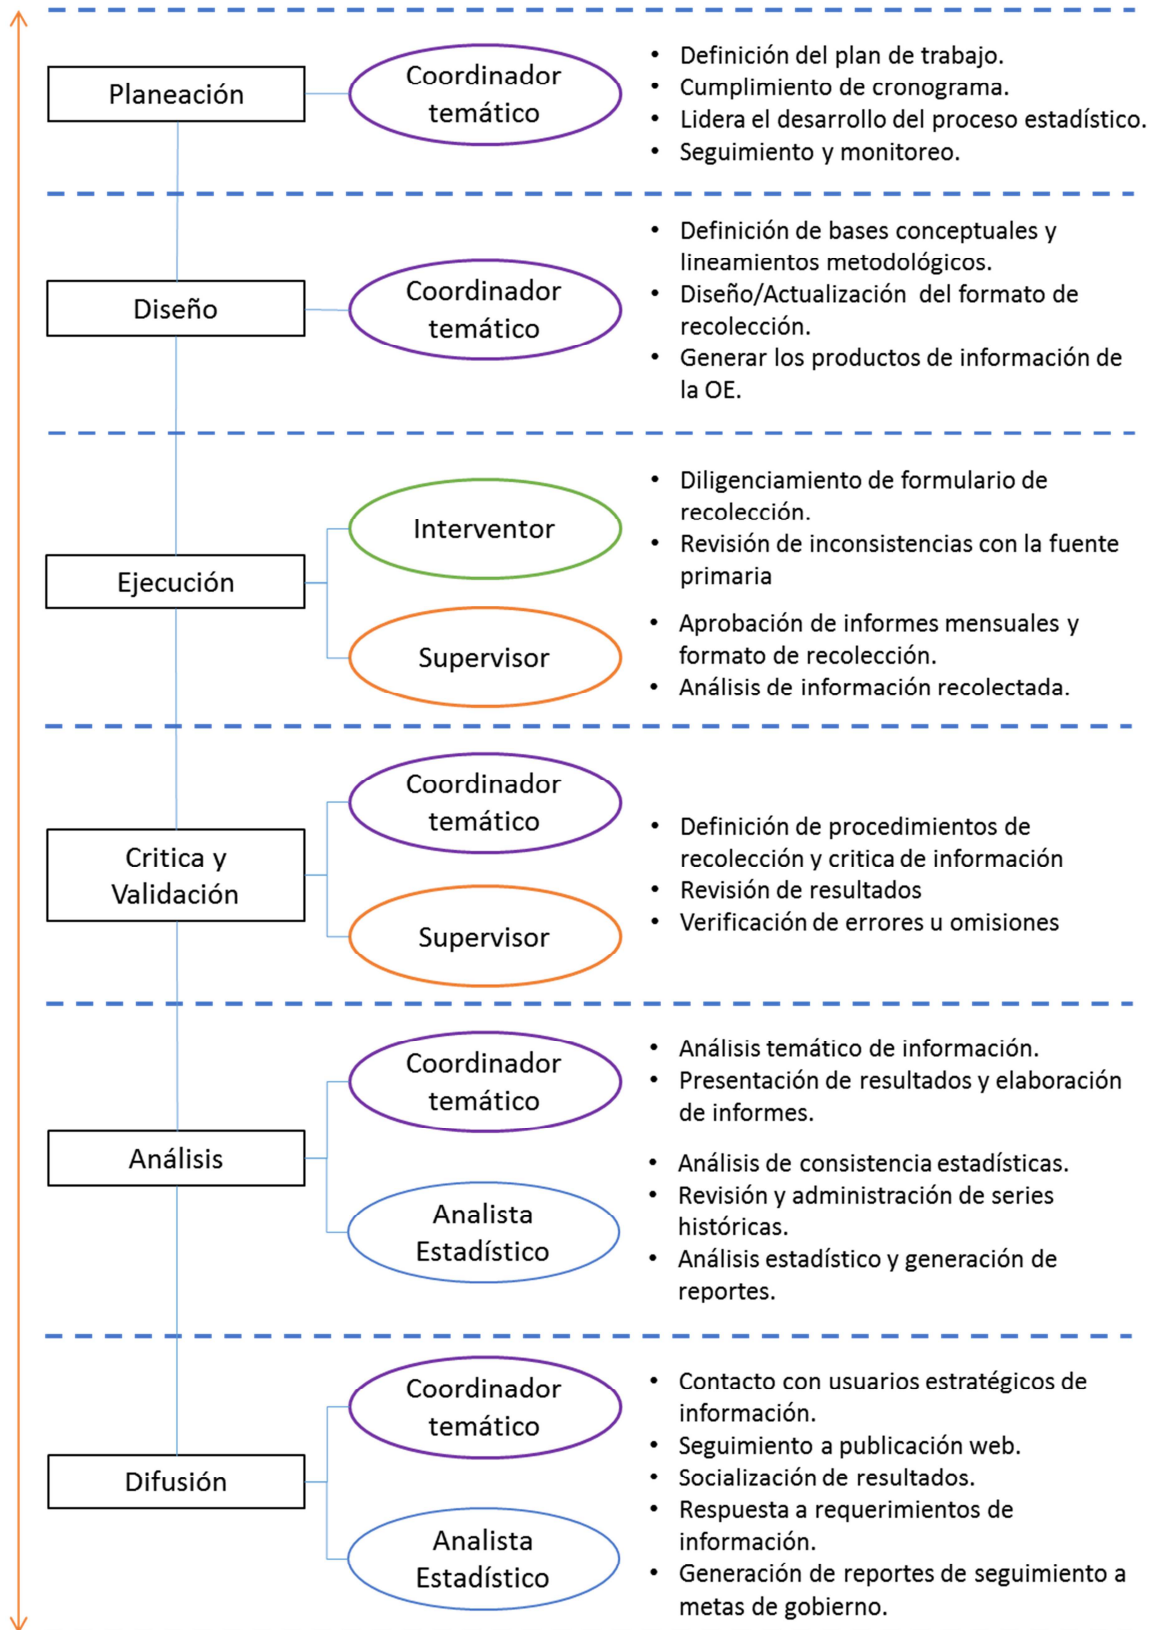 Planeación
Coordinador
temático
• Definición del plan de trabajo.
• Cumplimiento de cronograma.
• Lidera el desarrollo del proceso estadístico.
• Seguimiento y monitoreo.
Diseño
Coordinador
temático
• Definición de bases conceptuales y
lineamientos metodológicos.
• Diseño/Actualización del formato de
recolección.
• Generar los productos de información de
la OE.
Ejecución
Interventor
• Diligenciamiento de formulario de
recolección.
• Revisión de inconsistencias con la fuente
primaria
Supervisor
• Aprobación de informes mensuales y
formato de recolección.
• Análisis de información recolectada.
Critica y
Validación
Coordinador
temático
Supervisor
• Definición de procedimientos de
recolección y critica de información
• Revisión de resultados
• Verificación de errores u omisiones
Análisis
Coordinador
temático
• Análisis temático de información.
• Presentación de resultados y elaboración
de informes.
Analista
Estadístico
• Análisis de consistencia estadísticas.
• Revisión y administración de series
históricas.
• Análisis estadístico y generación de
reportes.
Difusión
Coordinador
temático
Analista
Estadístico
• Contacto con usuarios estratégicos de
información.
• Seguimiento a publicación web.
• Socialización de resultados.
• Respuesta a requerimientos de
información.
• Generación de reportes de seguimiento a
metas de gobierno.